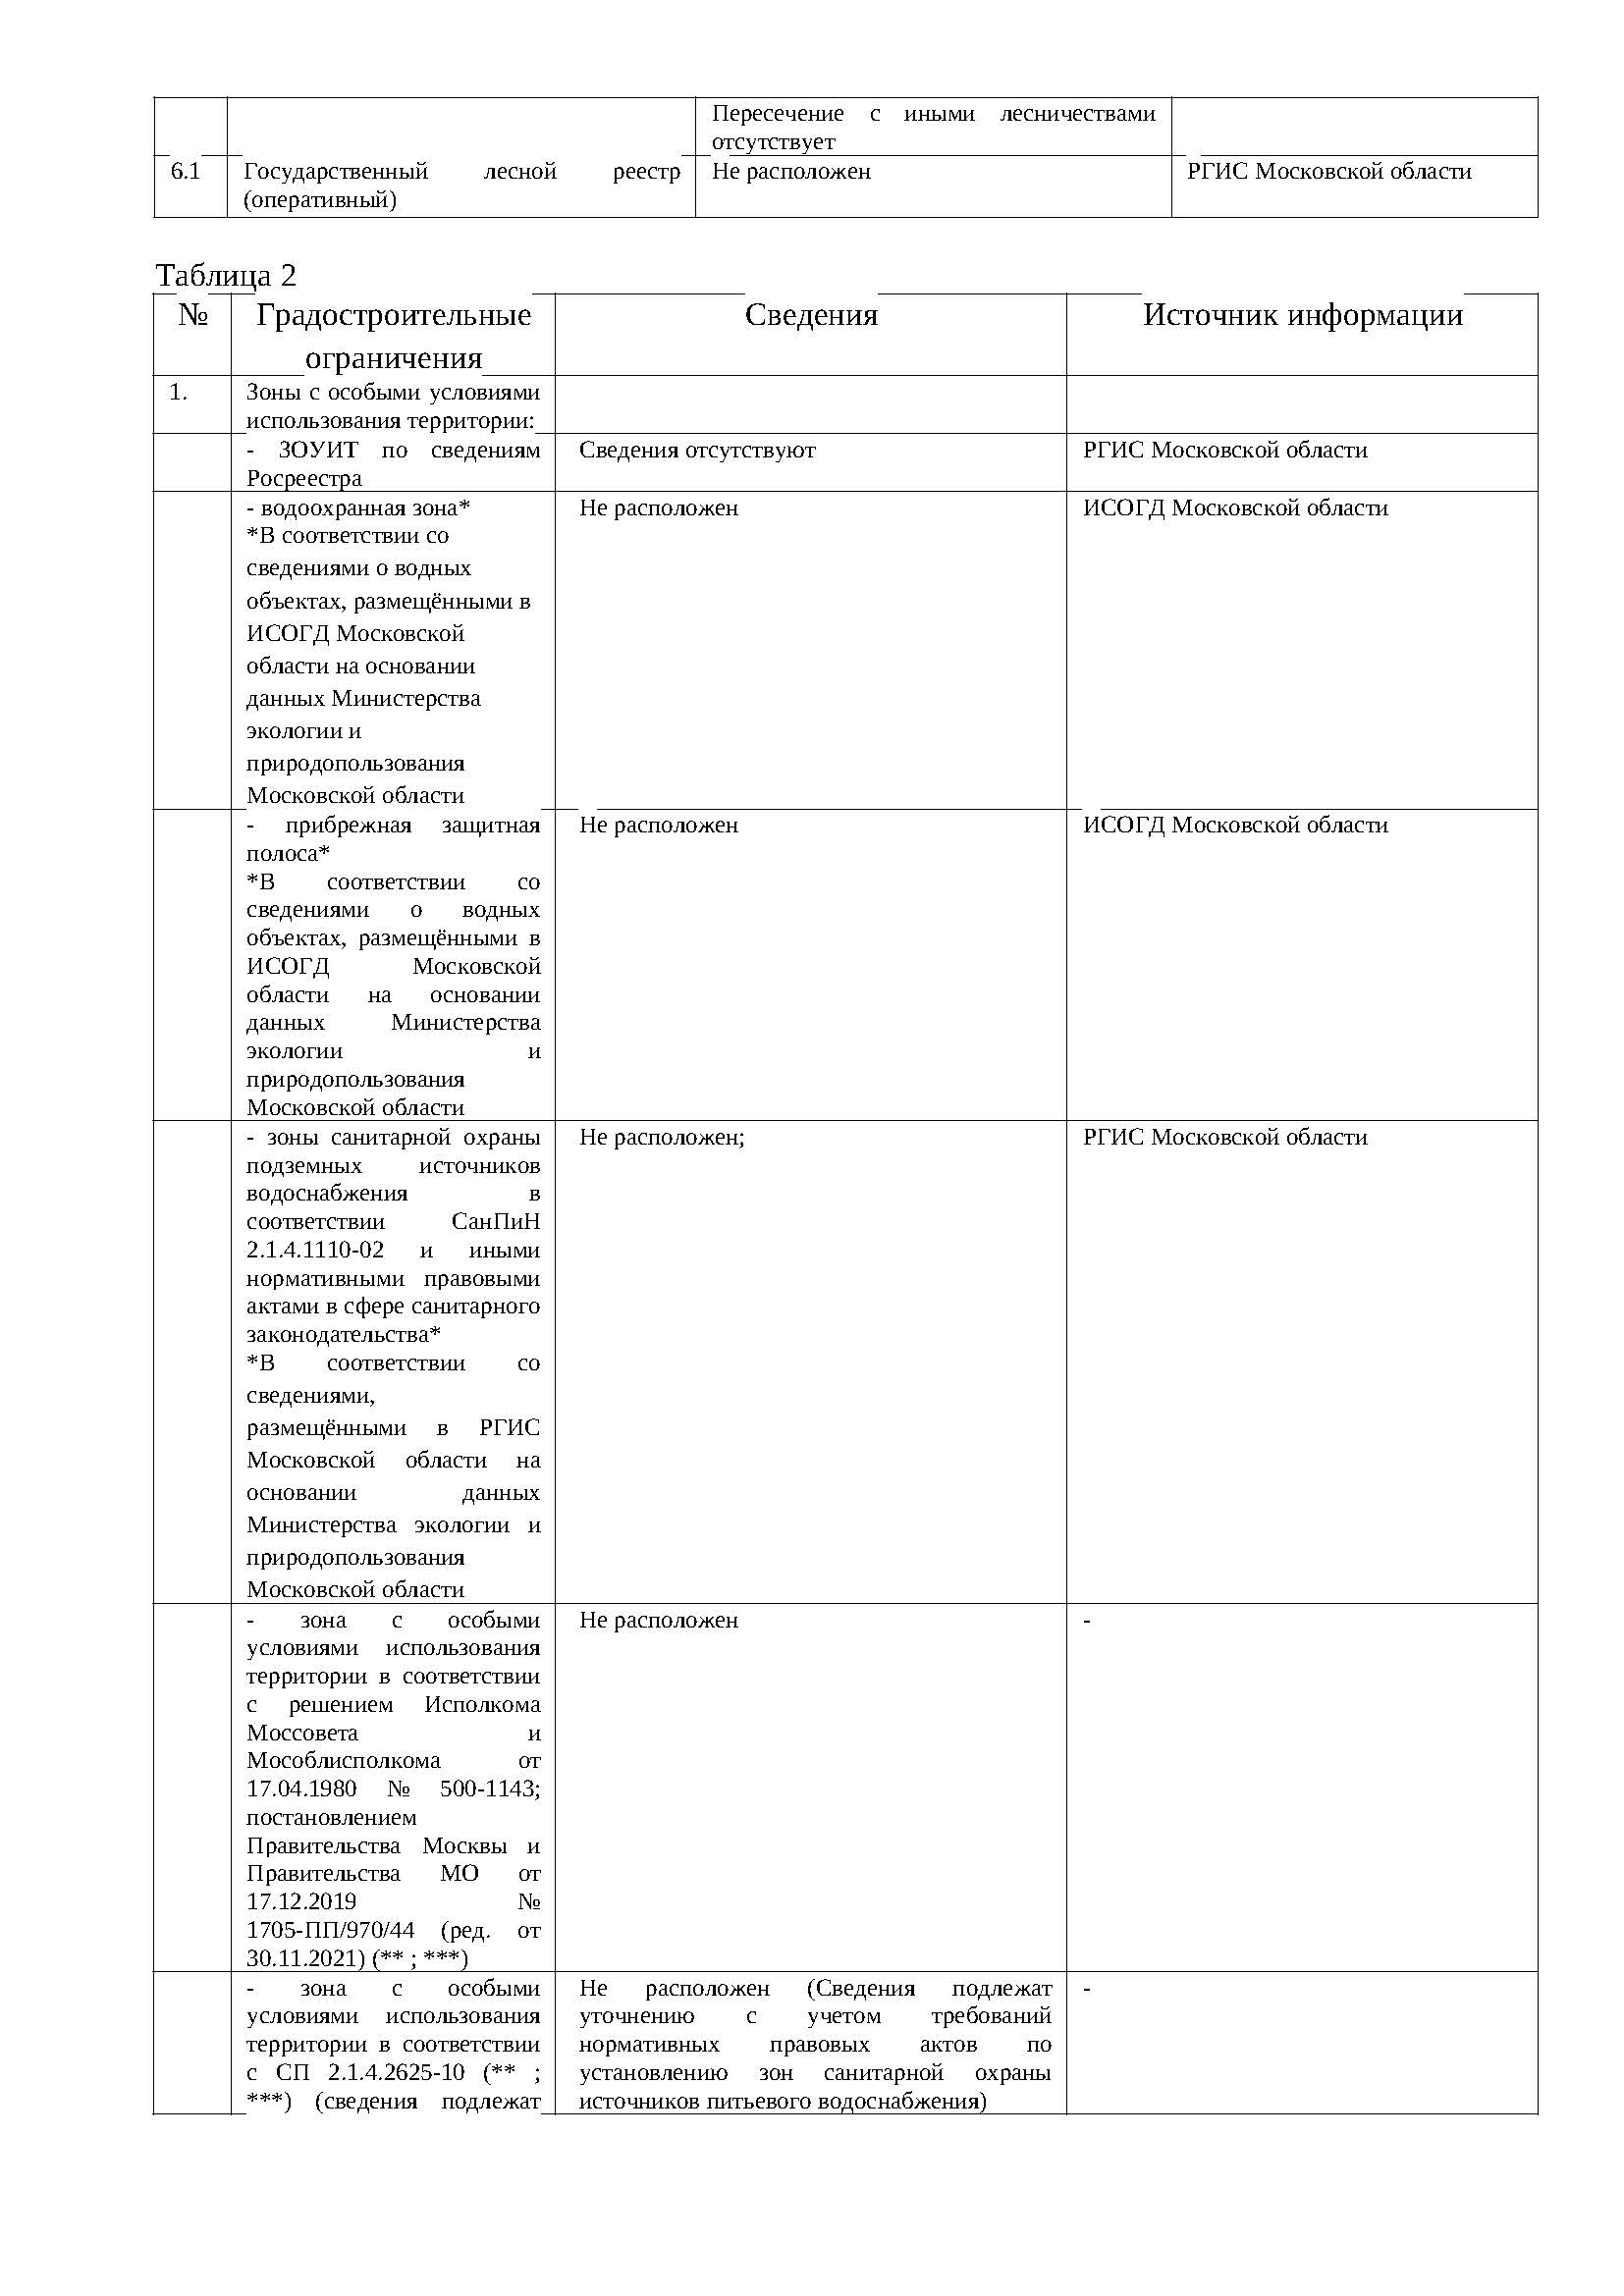 Пересечение с иными лесничествами
отсутствует
6.1 Государственный лесной реестр Не расположен РГИС Московской области
(оперативный)
Таблица 2
№ Градостроительные Сведения Источник информации
ограничения
1. Зоны с особыми условиями
использования территории:
- ЗОУИТ по сведениям Сведения отсутствуют РГИС Московской области
Росреестра
- водоохранная зона* Не расположен ИСОГД Московской области
*В соответствии со
сведениями о водных
объектах, размещёнными в
ИСОГД Московской
области на основании
данных Министерства
экологии и
природопользования
Московской области
- прибрежная защитная Не расположен ИСОГД Московской области
полоса*
*В соответствии со
сведениями о водных
объектах, размещёнными в
ИСОГД Московской
области на основании
данных Министерства
экологии и
природопользования
Московской области
- зоны санитарной охраны Не расположен; РГИС Московской области
подземных источников
водоснабжения в
соответствии СанПиН
2.1.4.1110-02 и иными
нормативными правовыми
актами в сфере санитарного
законодательства*
*В соответствии со
сведениями,
размещёнными в РГИС
Московской области на
основании данных
Министерства экологии и
природопользования
Московской области
- зона с особыми Не расположен -
условиями использования
территории в соответствии
с решением Исполкома
Моссовета и
Мособлисполкома от
17.04.1980 № 500-1143;
постановлением
Правительства Москвы и
Правительства МО от
17.12.2019 №
1705-ПП/970/44 (ред. от
30.11.2021) (** ; ***)
- зона с особыми Не расположен (Сведения подлежат -
условиями использования уточнению с учетом требований
территории в соответствии нормативных правовых актов по
с СП 2.1.4.2625-10 (** ; установлению зон санитарной охраны
***) (сведения подлежат источников питьевого водоснабжения)